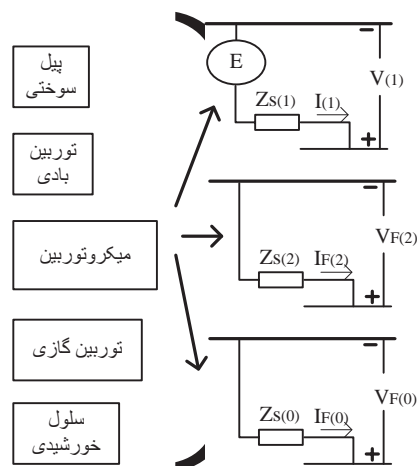 پیل
سوختی
توربین
بادی
میکروتوربین
توربین گازی
سلول
خورشیدی
E
Zs(1)
I(1)
V(1)
−
+
Zs(2)
IF(2)
VF(2)
−
+
Zs(0)
IF(0)
VF(0)
−
+